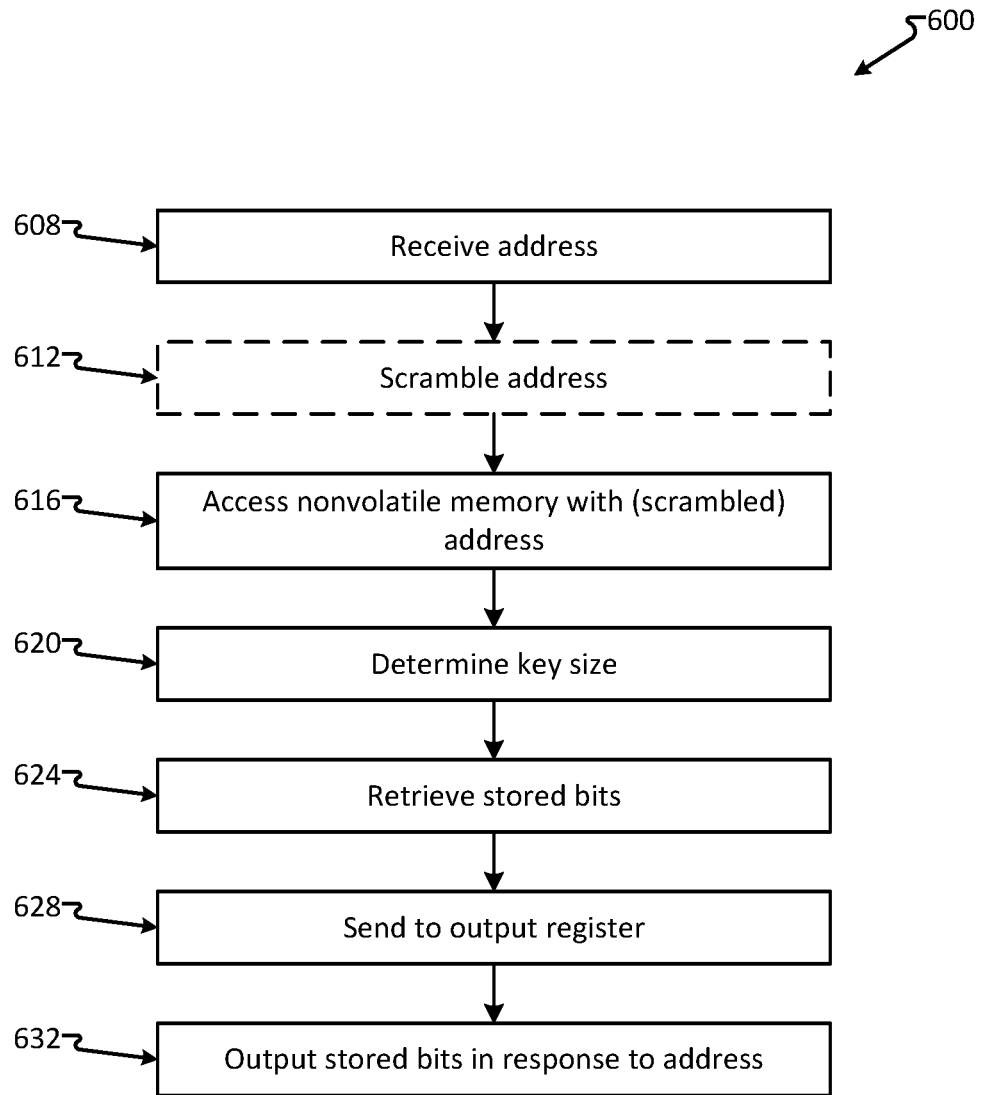 600
608
Receive address
612
Scramble address
616
Access nonvolatile memory with (scrambled)
address
620
Determine key size
624
Retrieve stored bits
628
Send to output register
632
Output stored bits in response to address